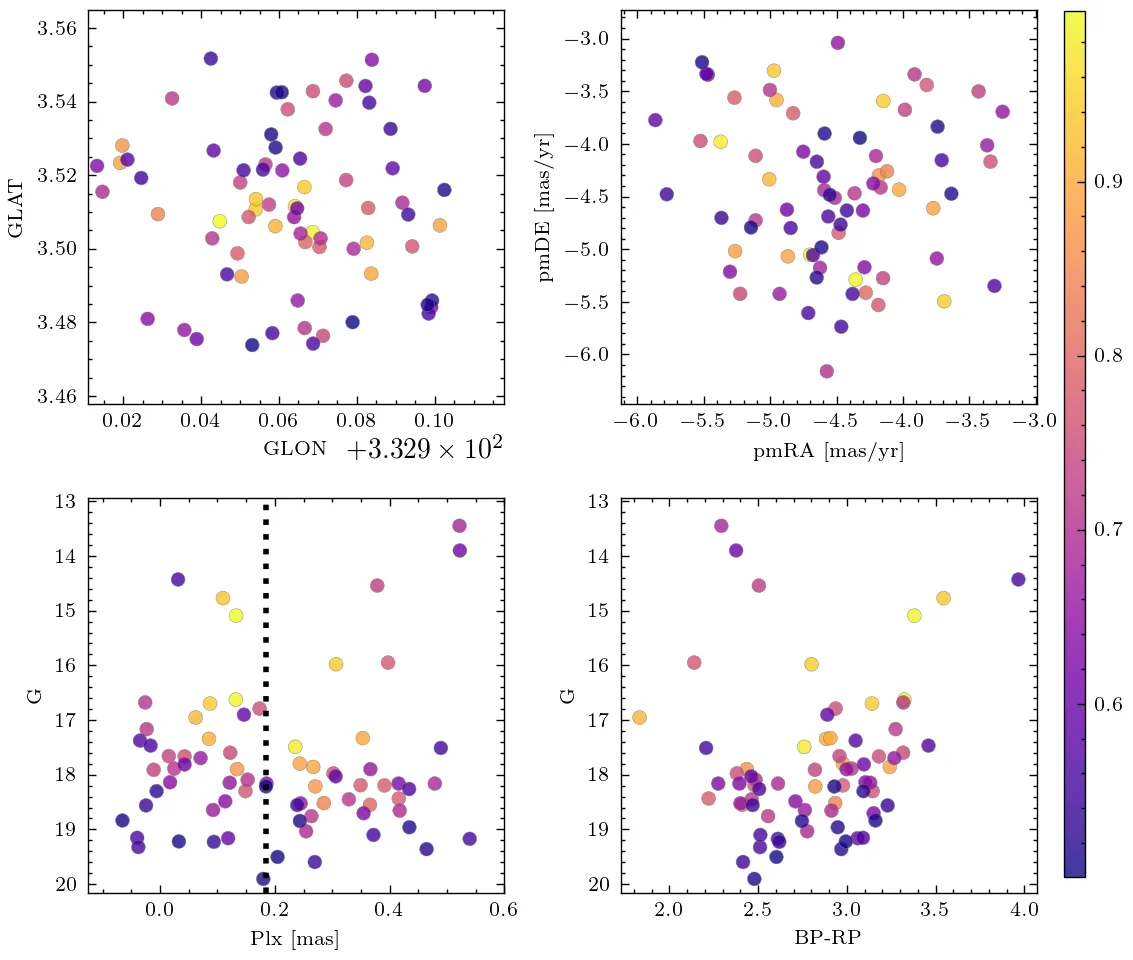 3.56
3.54
3.52
3.50
3.48
3.46
GLAT
0.02 0.04 0.06 0.08 0.10
GLON +3.329 × 10²
−3.0
−3.5
−4.0
−4.5
−5.0
−5.5
−6.0
pmDE [mas/yr]
−6.0 −5.5 −5.0 −4.5 −4.0 −3.5 −3.0
pmRA [mas/yr]
0.9
0.8
0.7
0.6
13
14
15
16
17
18
19
20
G
0.0 0.2 0.4 0.6
Plx [mas]
13
14
15
16
17
18
19
20
G
2.0 2.5 3.0 3.5 4.0
BP-RP